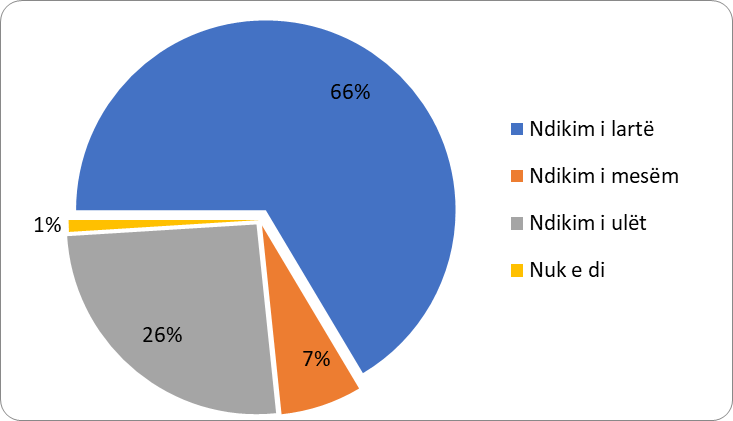 66%
1%
26%
7%
Ndikim i lartë
Ndikim i mesëm
Ndikim i ulët
Nuk e di